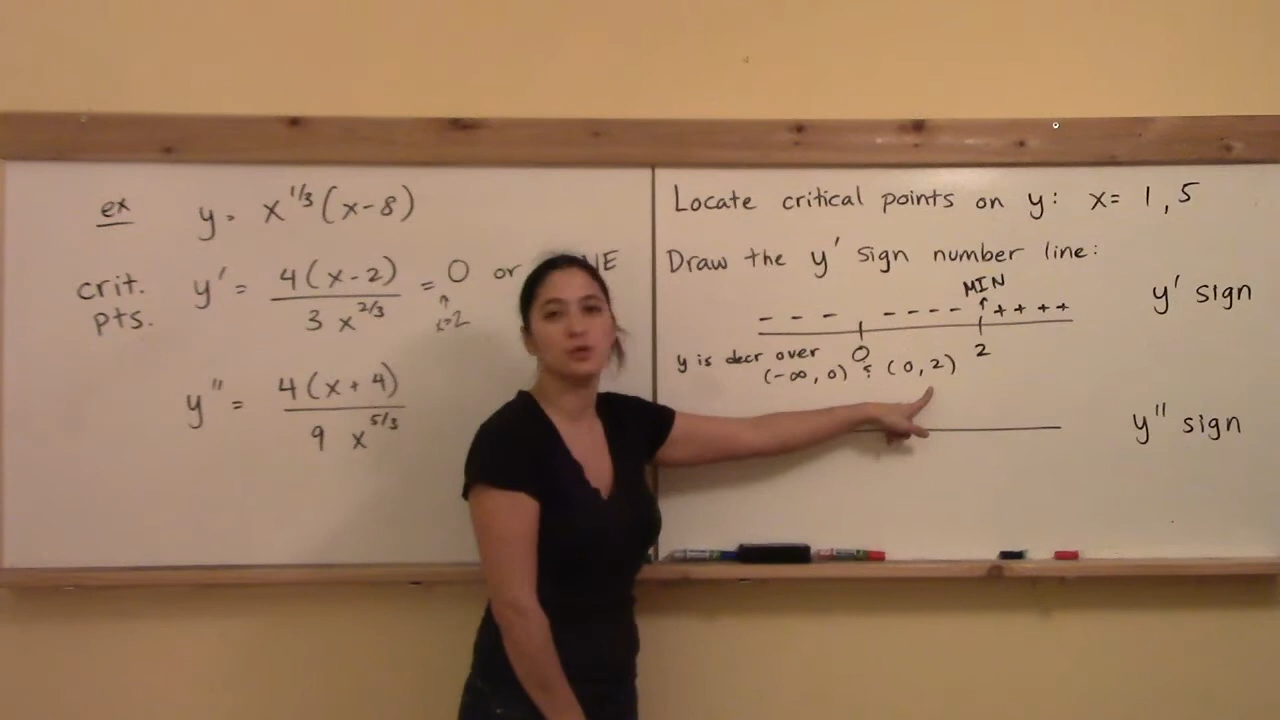 ex y = x^{1/3}(x-8)
crit. pts. y' = 4(x-2) / 3 x^{2/3} = 0 or
↑
x=2
y'' = 4(x+4) / 9 x^{5/3}
Locate critical points on y: x= 1, 5
Draw the y' sign number line:
MIN
- - - - - - - ↑ + + + + y' sign
0 2
y is decr over
(-∞, 0) & (0, 2)
y'' sign